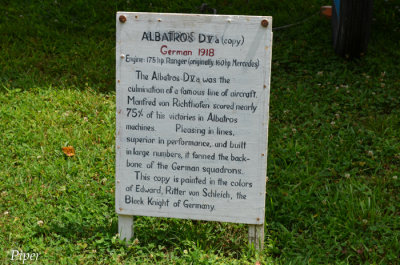 ALBATROS D.Va (copy)
German 1918
Engine: 175 hp. Ranger (originally 160 hp. Mercedes)
The Albatros D.Va was the
culmination of a famous line of aircraft.
Manfred von Richthofen scored nearly
75% of his victories in Albatros
machines. Pleasing in lines,
superior in performance, and built
in large numbers, it formed the back-
bone of the German squadrons.
This copy is painted in the colors
of Edward, Ritter von Schleich, the
Black Knight of Germany.
Piper